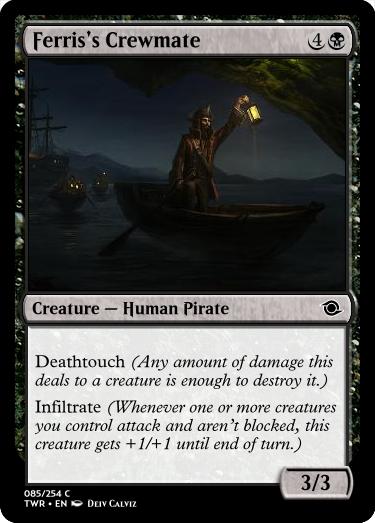 Ferris's Crewmate 4
Creature — Human Pirate
Deathtouch (Any amount of damage this
deals to a creature is enough to destroy it.)
Infiltrate (Whenever one or more creatures
you control attack and aren't blocked, this
creature gets +1/+1 until end of turn.)
3/3
085/254 C
TWR • EN Deiv Calviz